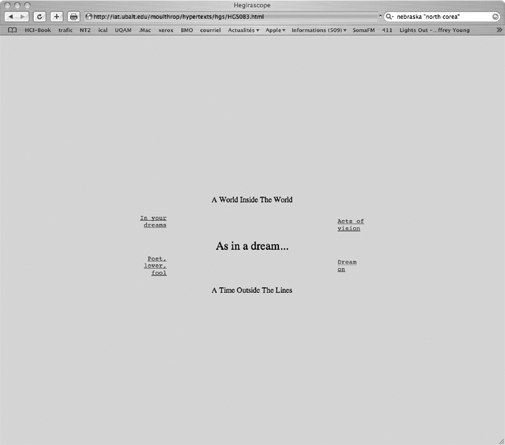 Hegirascope
http://iat.ubalt.edu/moulthrop/hypertexts/hgs/HGS0B3.html
nebraska "north corea"
HCI-Book trafic NT2 ical UQAM .Mac xerox BMO courriel Actualités Apple Informations (509) SomaFM 411 Lights Out - ...ffrey Young
A World Inside The World
In your
dreams
Acts of
vision
As in a dream...
Poet,
lover,
fool
Dream
on
A Time Outside The Lines